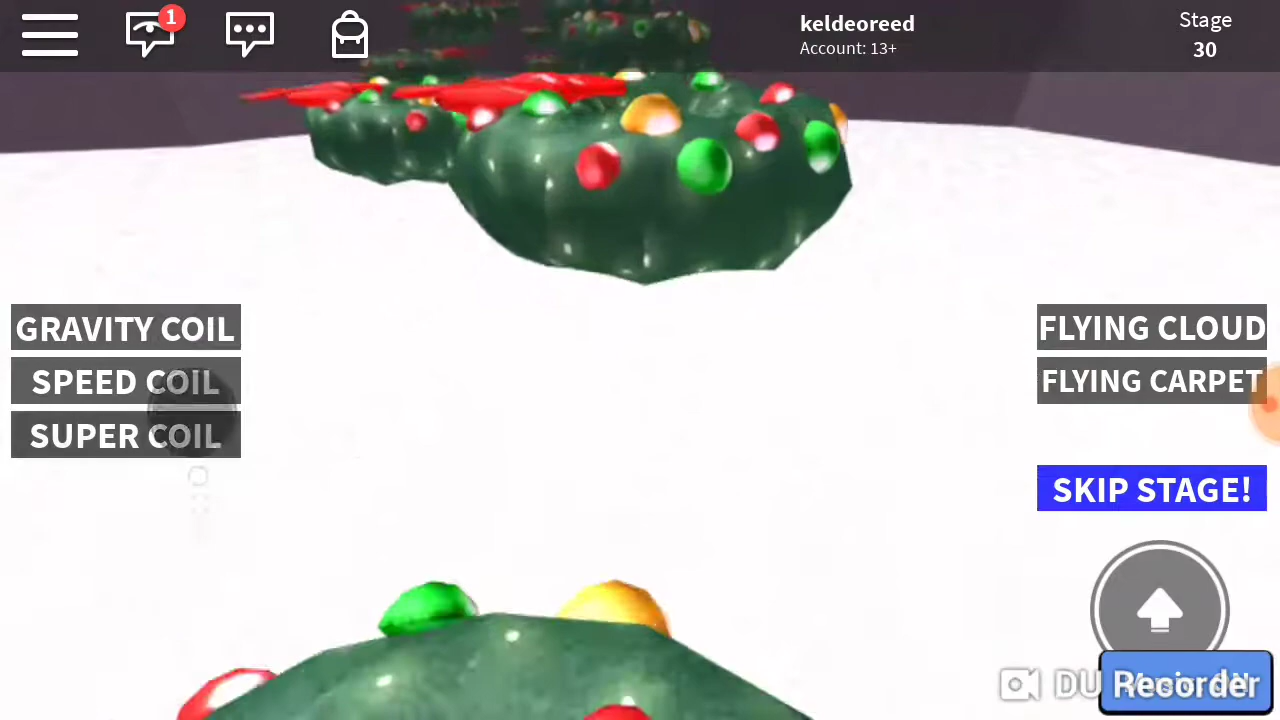 1
keldeoreed
Account: 13+
Stage
30
GRAVITY COIL
SPEED COIL
SUPER COIL
FLYING CLOUD
FLYING CARPET
SKIP STAGE!
DU Recorder